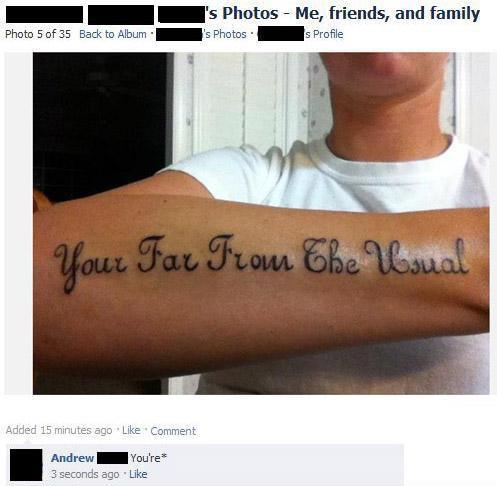 's Photos - Me, friends, and family
Photo 5 of 35 Back to Album · 's Photos · 's Profile
Your Far From The Usual
Added 15 minutes ago · Like · Comment
Andrew You're*
3 seconds ago · Like